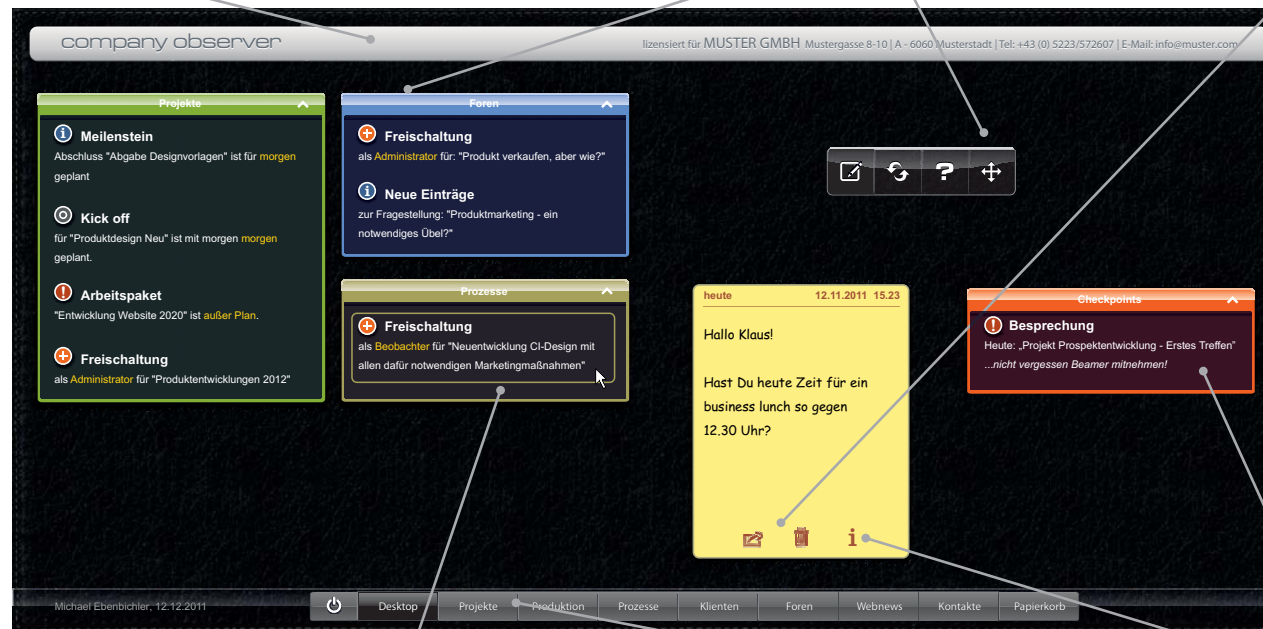 company observer
lizensiert für MUSTER GMBH Mustergasse 8-10 | A - 6060 Musterstadt | Tel: +43 (0) 5223/572607 | E-Mail: info@muster.com
Projekte
Meilenstein
Abschluss "Abgabe Designvorlagen" ist für morgen
geplant
Kick off
für "Produktdesign Neu" ist mit morgen morgen
geplant.
Arbeitspaket
"Entwicklung Website 2020" ist außer Plan.
Freischaltung
als Administrator für "Produktentwicklungen 2012"
Foren
Freischaltung
als Administrator für: "Produkt verkaufen, aber wie?"
Neue Einträge
zur Fragestellung: "Produktmarketing - ein
notwendiges Übel?"
Prozesse
Freischaltung
als Beobachter für "Neuentwicklung CI-Design mit
allen dafür notwendigen Marketingmaßnahmen"
heute 12.11.2011 15.23
Hallo Klaus!
Hast Du heute Zeit für ein
business lunch so gegen
12.30 Uhr?
Checkpoints
Besprechung
Heute: „Projekt Prospektentwicklung - Erstes Treffen"
...nicht vergessen Beamer mitnehmen!
Michael Ebenbichler, 12.12.2011
Desktop Projekte Produktion Prozesse Klienten Foren Webnews Kontakte Papierkorb